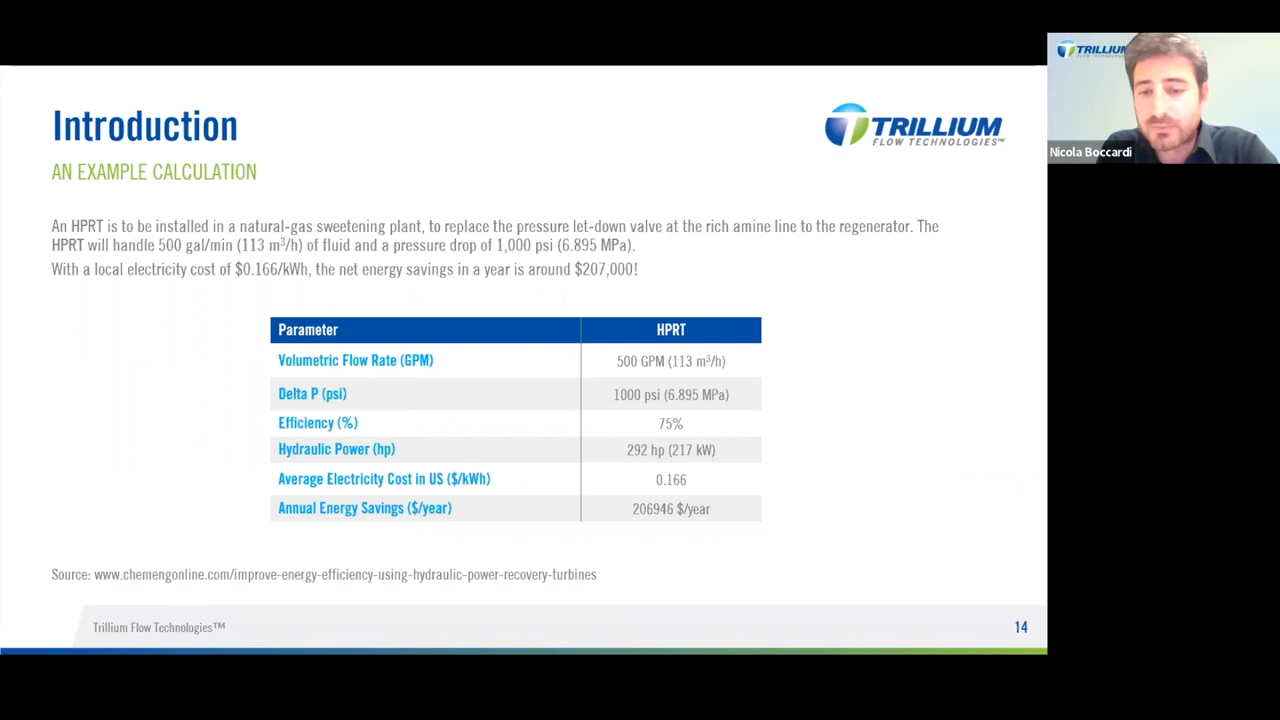 Introduction
AN EXAMPLE CALCULATION
TRILLIUM
FLOW TECHNOLOGIES™
An HPRT is to be installed in a natural-gas sweetening plant, to replace the pressure let-down valve at the rich amine line to the regenerator. The
HPRT will handle 500 gal/min (113 m³/h) of fluid and a pressure drop of 1,000 psi (6.895 MPa).
With a local electricity cost of $0.166/kWh, the net energy savings in a year is around $207,000!
Parameter HPRT
Volumetric Flow Rate (GPM) 500 GPM (113 m³/h)
Delta P (psi) 1000 psi (6.895 MPa)
Efficiency (%) 75%
Hydraulic Power (hp) 292 hp (217 kW)
Average Electricity Cost in US ($/kWh) 0.166
Annual Energy Savings ($/year) 206946 $/year
Source: www.chemengonline.com/improve-energy-efficiency-using-hydraulic-power-recovery-turbines
Trillium Flow Technologies™
14
Nicola Boccardi